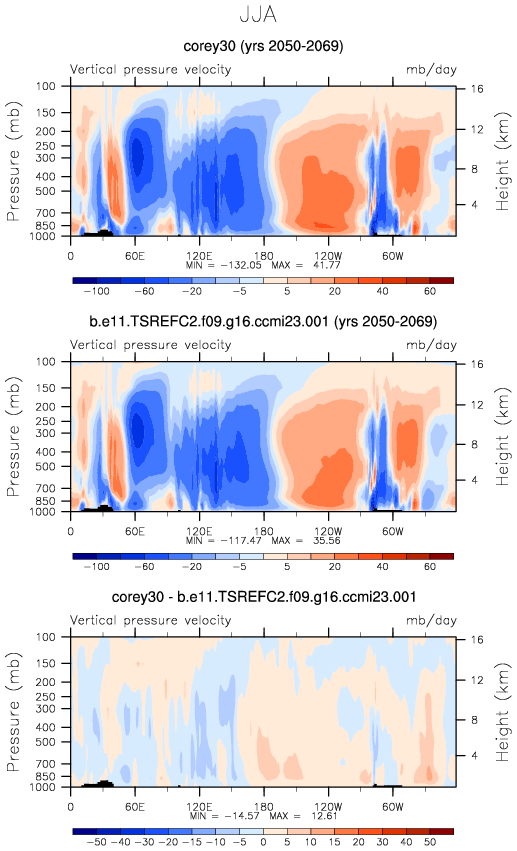 JJA
corey30 (yrs 2050-2069)
Vertical pressure velocity mb/day
Pressure (mb)
100
150
200
250
300
400
500
700
850
1000
16
12
8
4
Height (km)
0 60E 120E 180 120W 60W
MIN = -132.05 MAX = 41.77
-100 -60 -20 -5 5 20 40 60
b.e11.TSREFC2.f09.g16.ccmi23.001 (yrs 2050-2069)
Vertical pressure velocity mb/day
Pressure (mb)
100
150
200
250
300
400
500
700
850
1000
16
12
8
4
Height (km)
0 60E 120E 180 120W 60W
MIN = -117.47 MAX = 35.56
-100 -60 -20 -5 5 20 40 60
corey30 - b.e11.TSREFC2.f09.g16.ccmi23.001
Vertical pressure velocity mb/day
Pressure (mb)
100
150
200
250
300
400
500
700
850
1000
16
12
8
4
Height (km)
0 60E 120E 180 120W 60W
MIN = -14.57 MAX = 12.61
-50 -40 -30 -20 -15 -10 -5 0 5 10 15 20 30 40 50